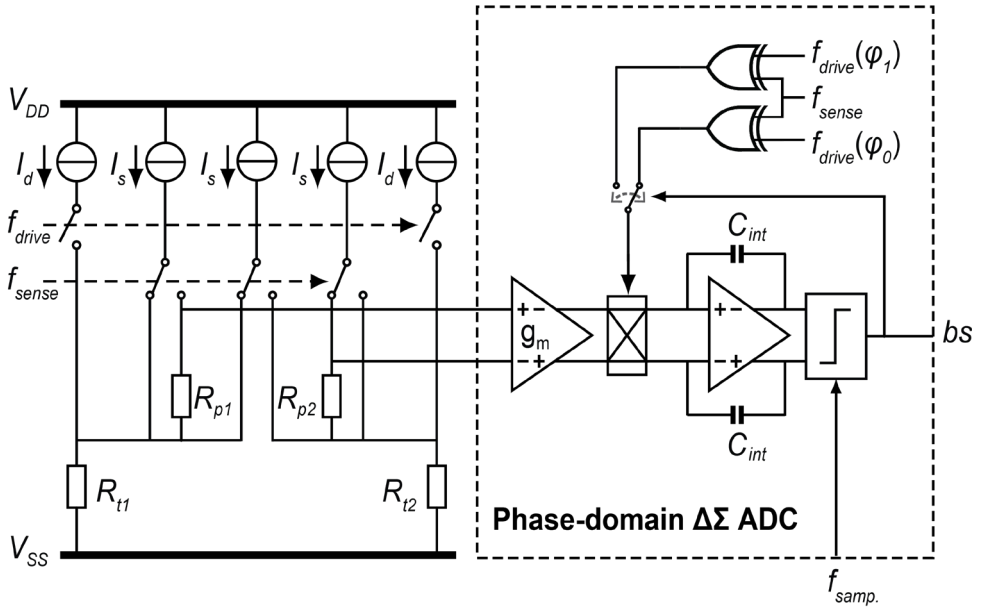 f_drive(φ_1)
f_sense
f_drive(φ_0)
V_DD
I_d I_s I_s I_s I_d
f_drive
f_sense
C_int
+ − + −
g_m
− + − +
bs
R_p1 R_p2
C_int
R_t1 R_t2
Phase-domain ΔΣ ADC
V_SS
f_samp.